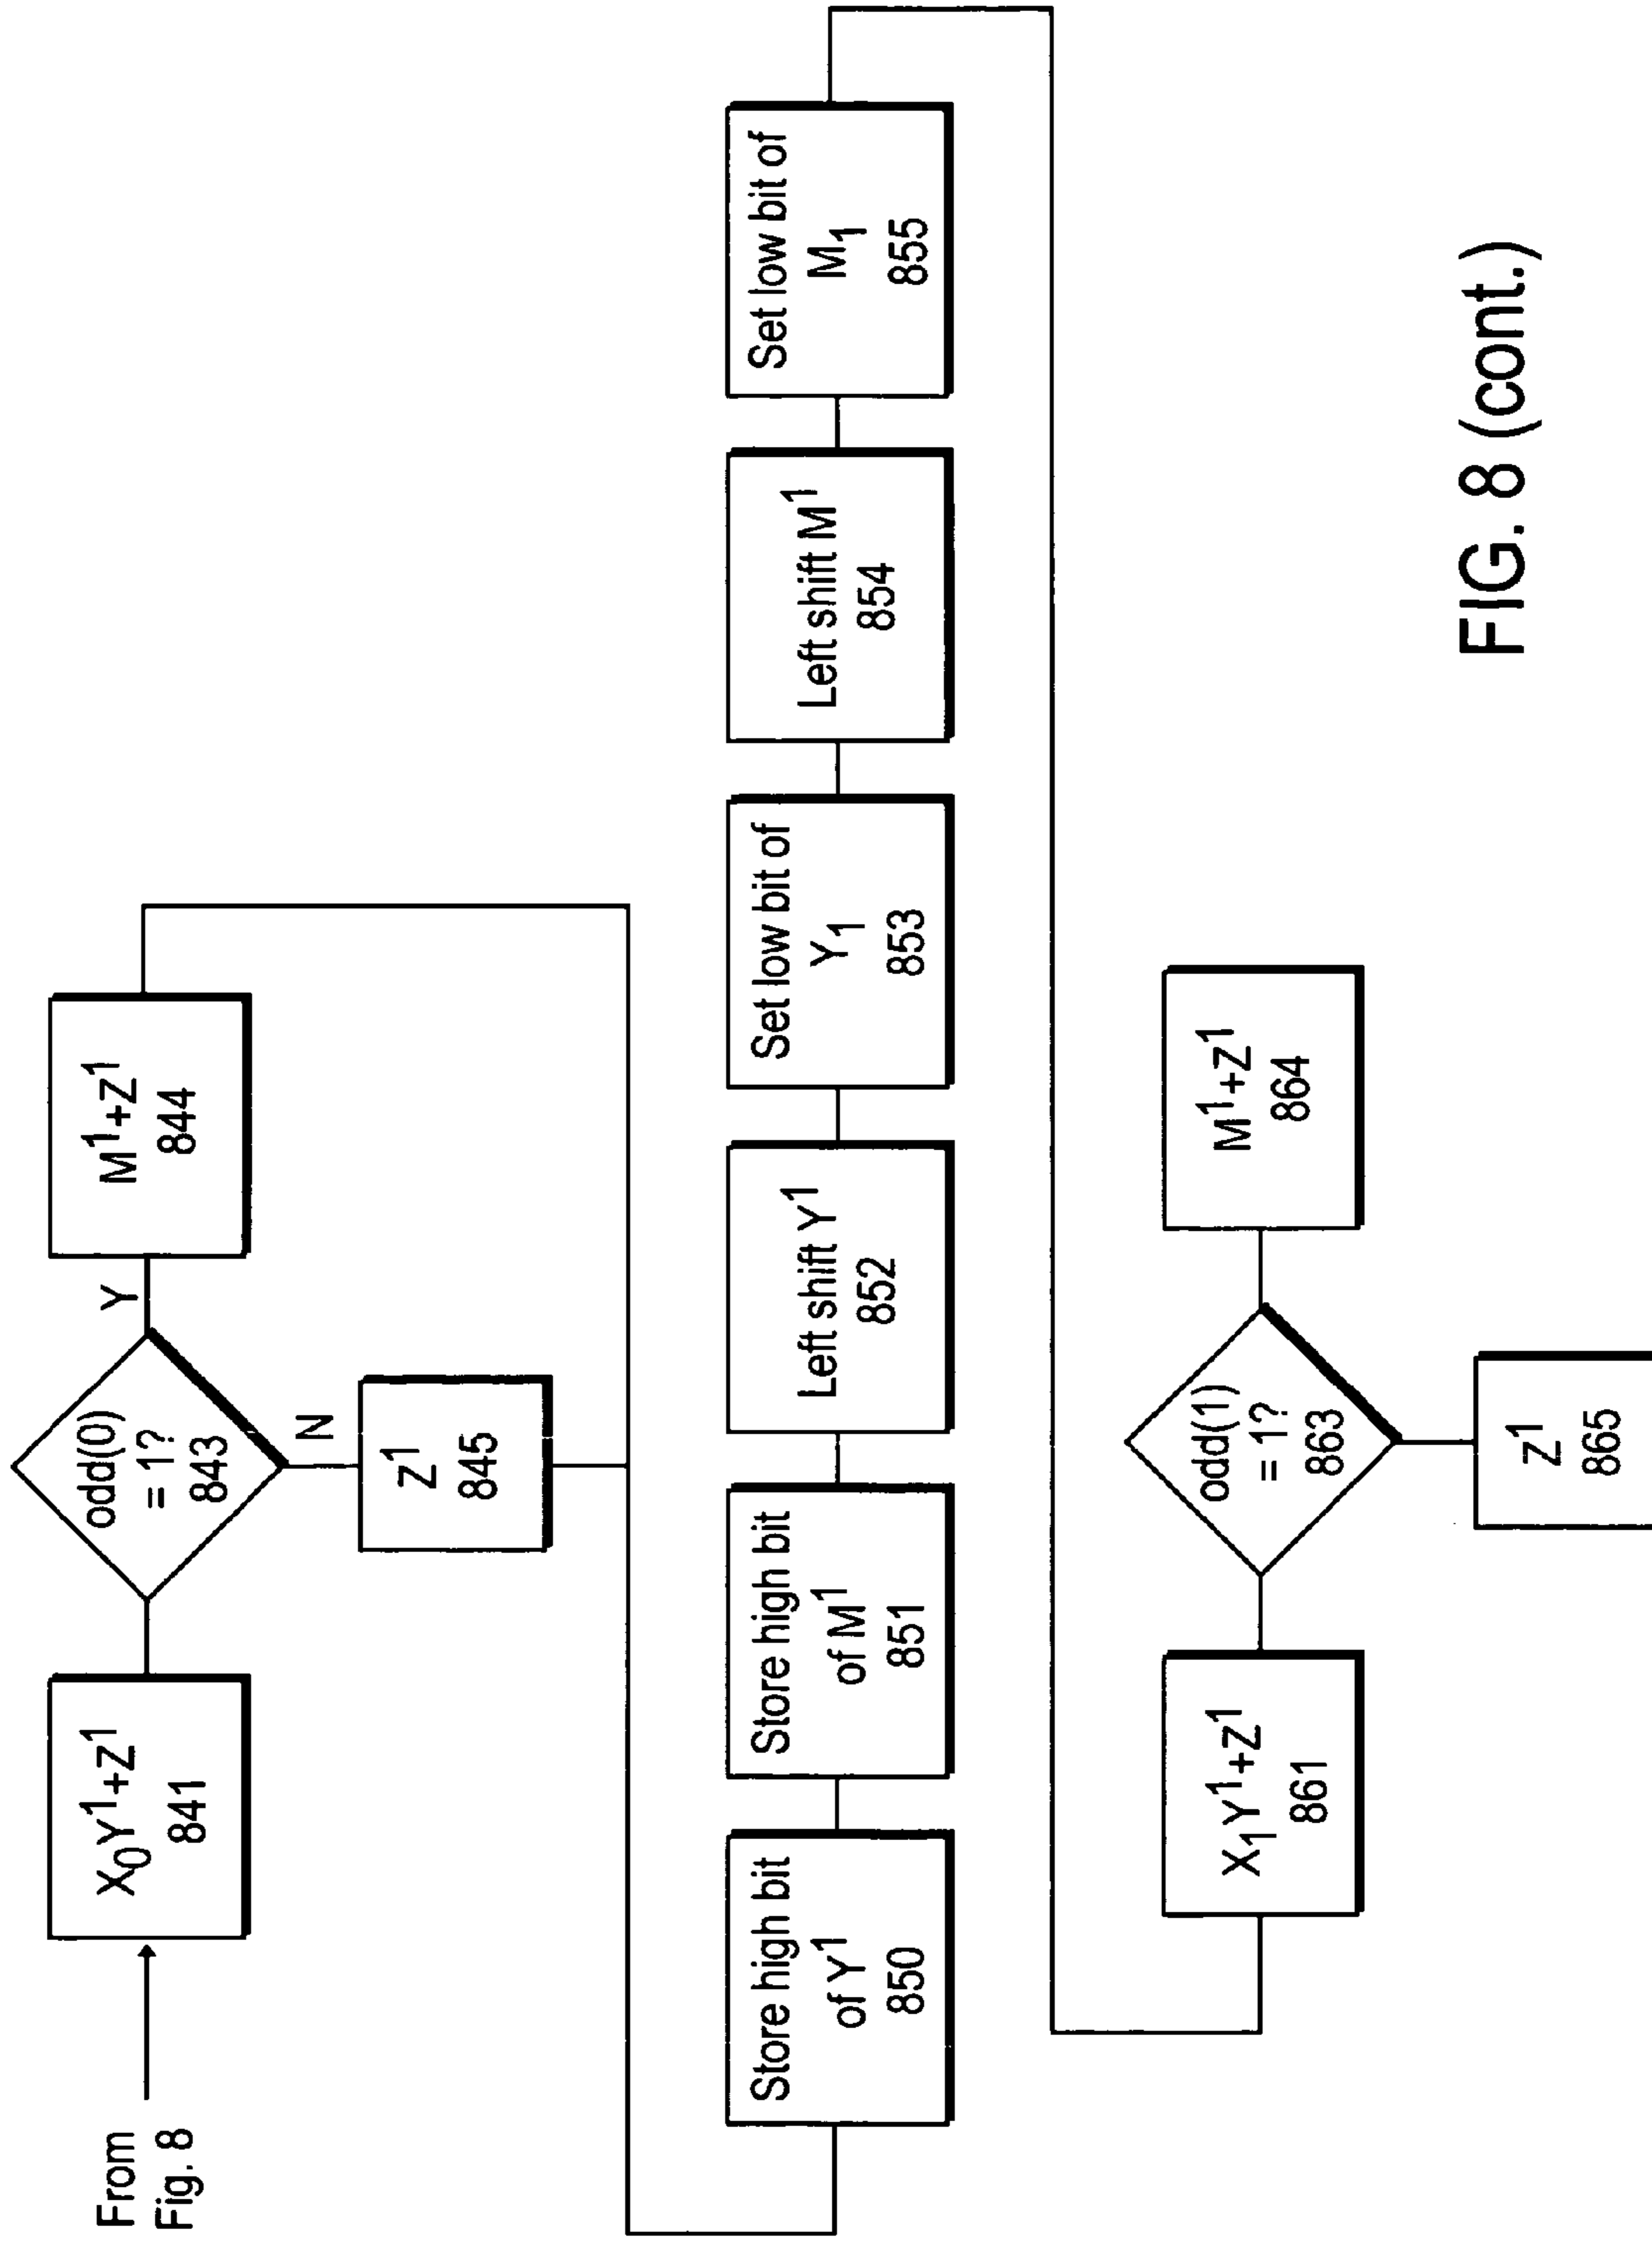 From
Fig. 8
X₀Y¹+z¹
841
odd(0)
= 1?
843
Y
M¹+z¹
844
N
z¹
845
Store high bit
of Y¹
850
Store high bit
of M¹
851
Left shift Y¹
852
Set low bit of
Y₁
853
Left shift M¹
854
Set low bit of
M₁
855
X₁Y¹+z¹
861
odd(1)
= 1?
863
M¹+z¹
864
z¹
865
FIG. 8 (cont.)